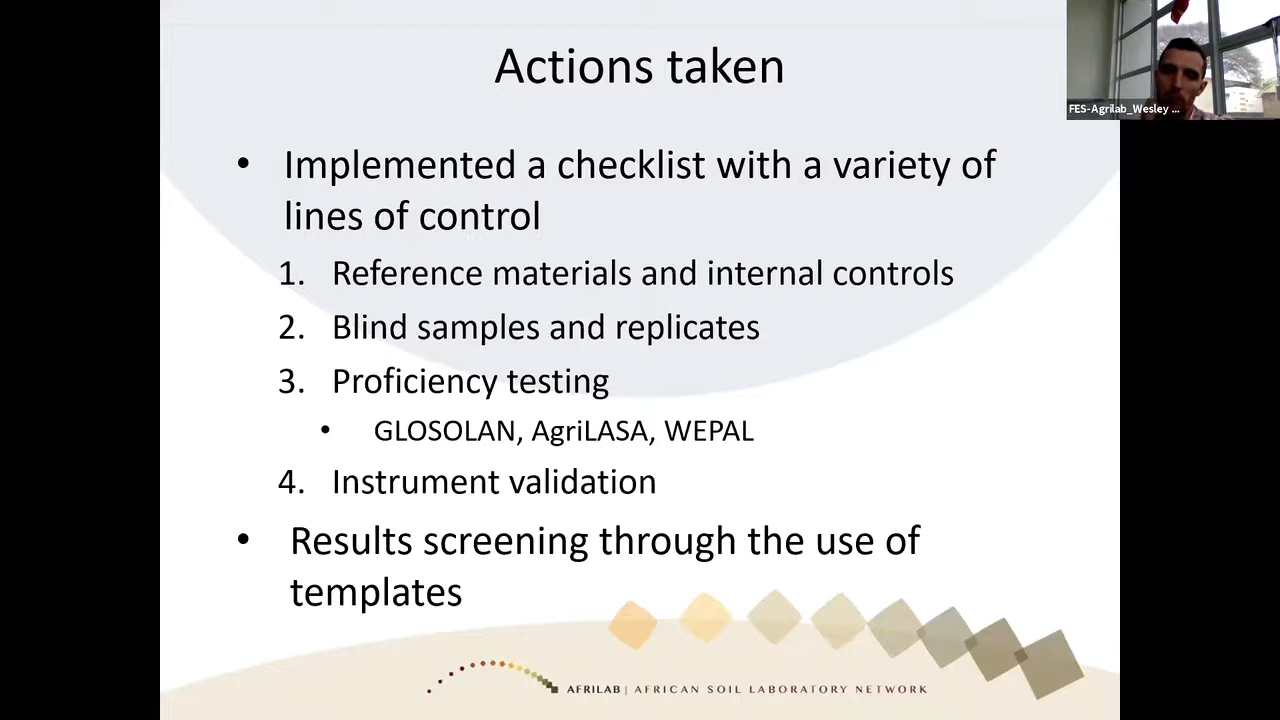 Actions taken
FES-Agrilab_Wesley ...
• Implemented a checklist with a variety of
lines of control
1. Reference materials and internal controls
2. Blind samples and replicates
3. Proficiency testing
• GLOSOLAN, AgriLASA, WEPAL
4. Instrument validation
• Results screening through the use of
templates
AFRILAB | AFRICAN SOIL LABORATORY NETWORK